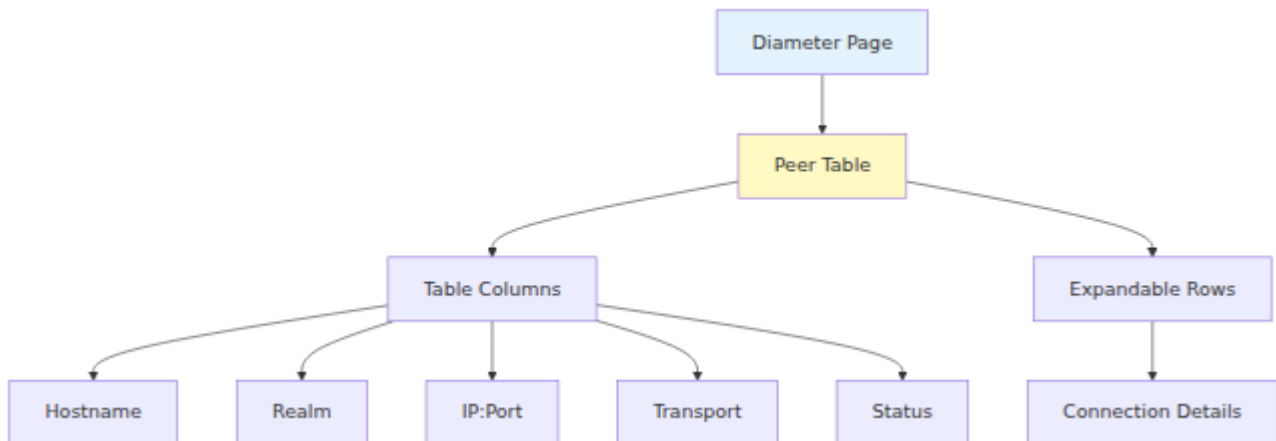 Diameter Page
Peer Table
Table Columns
Expandable Rows
Hostname
Realm
IP:Port
Transport
Status
Connection Details